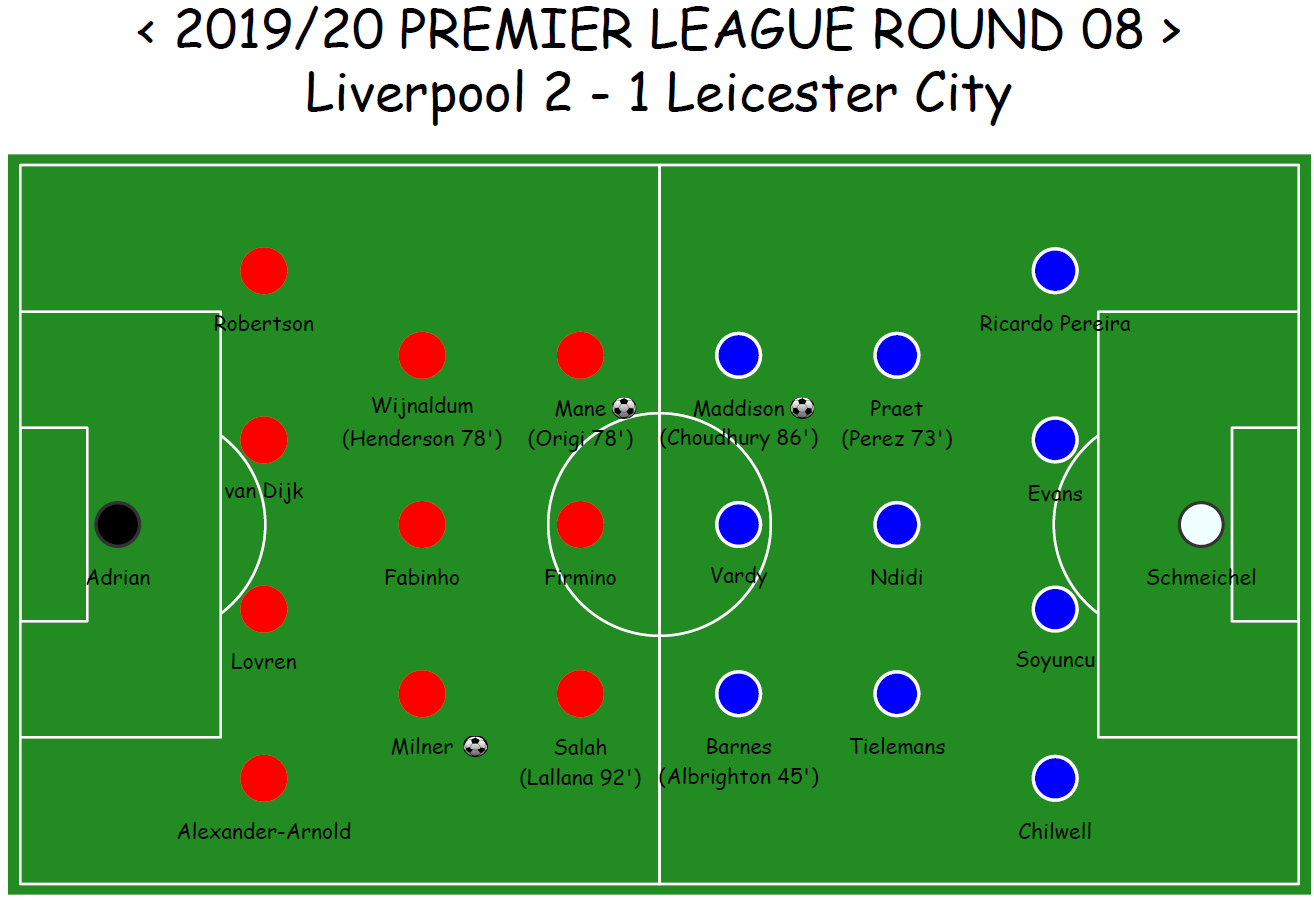 < 2019/20 PREMIER LEAGUE ROUND 08 >
Liverpool 2 - 1 Leicester City
Robertson
Ricardo Pereira
Wijnaldum
(Henderson 78')
Mane
(Origi 78')
Maddison
(Choudhury 86')
Praet
(Perez 73')
van Dijk
Evans
Adrian
Fabinho
Firmino
Vardy
Ndidi
Schmeichel
Lovren
Soyuncu
Milner
Salah
(Lallana 92')
Barnes
(Albrighton 45')
Tielemans
Alexander-Arnold
Chilwell